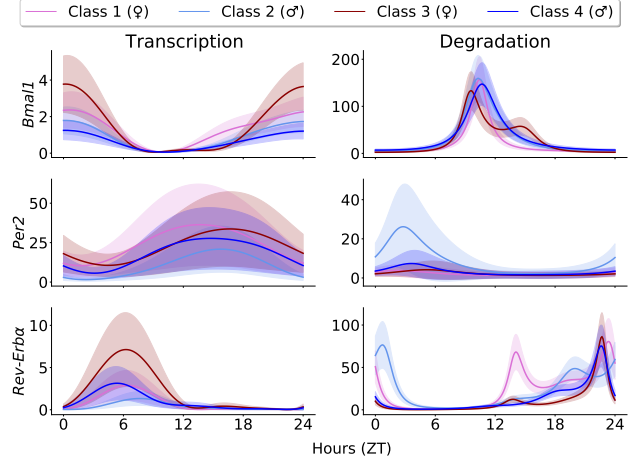 Class 1 (♀) Class 2 (♂) Class 3 (♀) Class 4 (♂)
Transcription Degradation
Bmal1
4
2
0
200
100
0
Per2
50
25
0
40
20
0
Rev-Erbα
10
5
0
100
50
0
0 6 12 18 24
0 6 12 18 24
Hours (ZT)